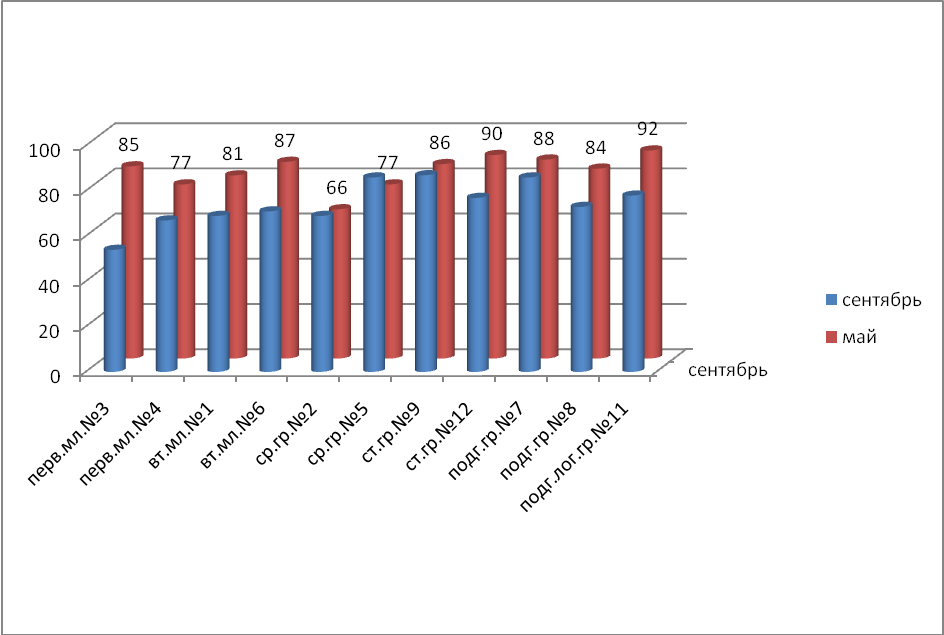 85
77
81
87
66
77
86
90
88
84
92
100
80
60
40
20
0
сентябрь
май
сентябрь
перв.мл.№3
перв.мл.№4
вт.мл.№1
вт.мл.№6
ср.гр.№2
ср.гр.№5
ст.гр.№9
ст.гр.№12
подг.гр.№7
подг.гр.№8
подг.лог.гр.№11